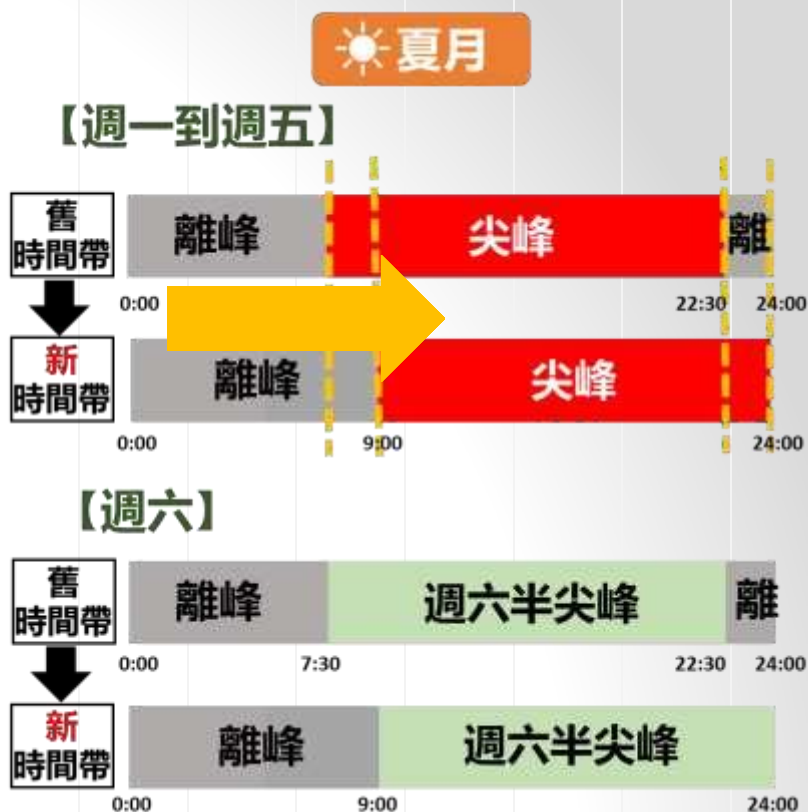 夏月
【週一到週五】
舊
時間帶
離峰
尖峰
離
0:00
22:30
24:00
新
時間帶
離峰
尖峰
0:00
9:00
24:00
【週六】
舊
時間帶
離峰
週六半尖峰
離
0:00
7:30
22:30
24:00
新
時間帶
離峰
週六半尖峰
0:00
9:00
24:00